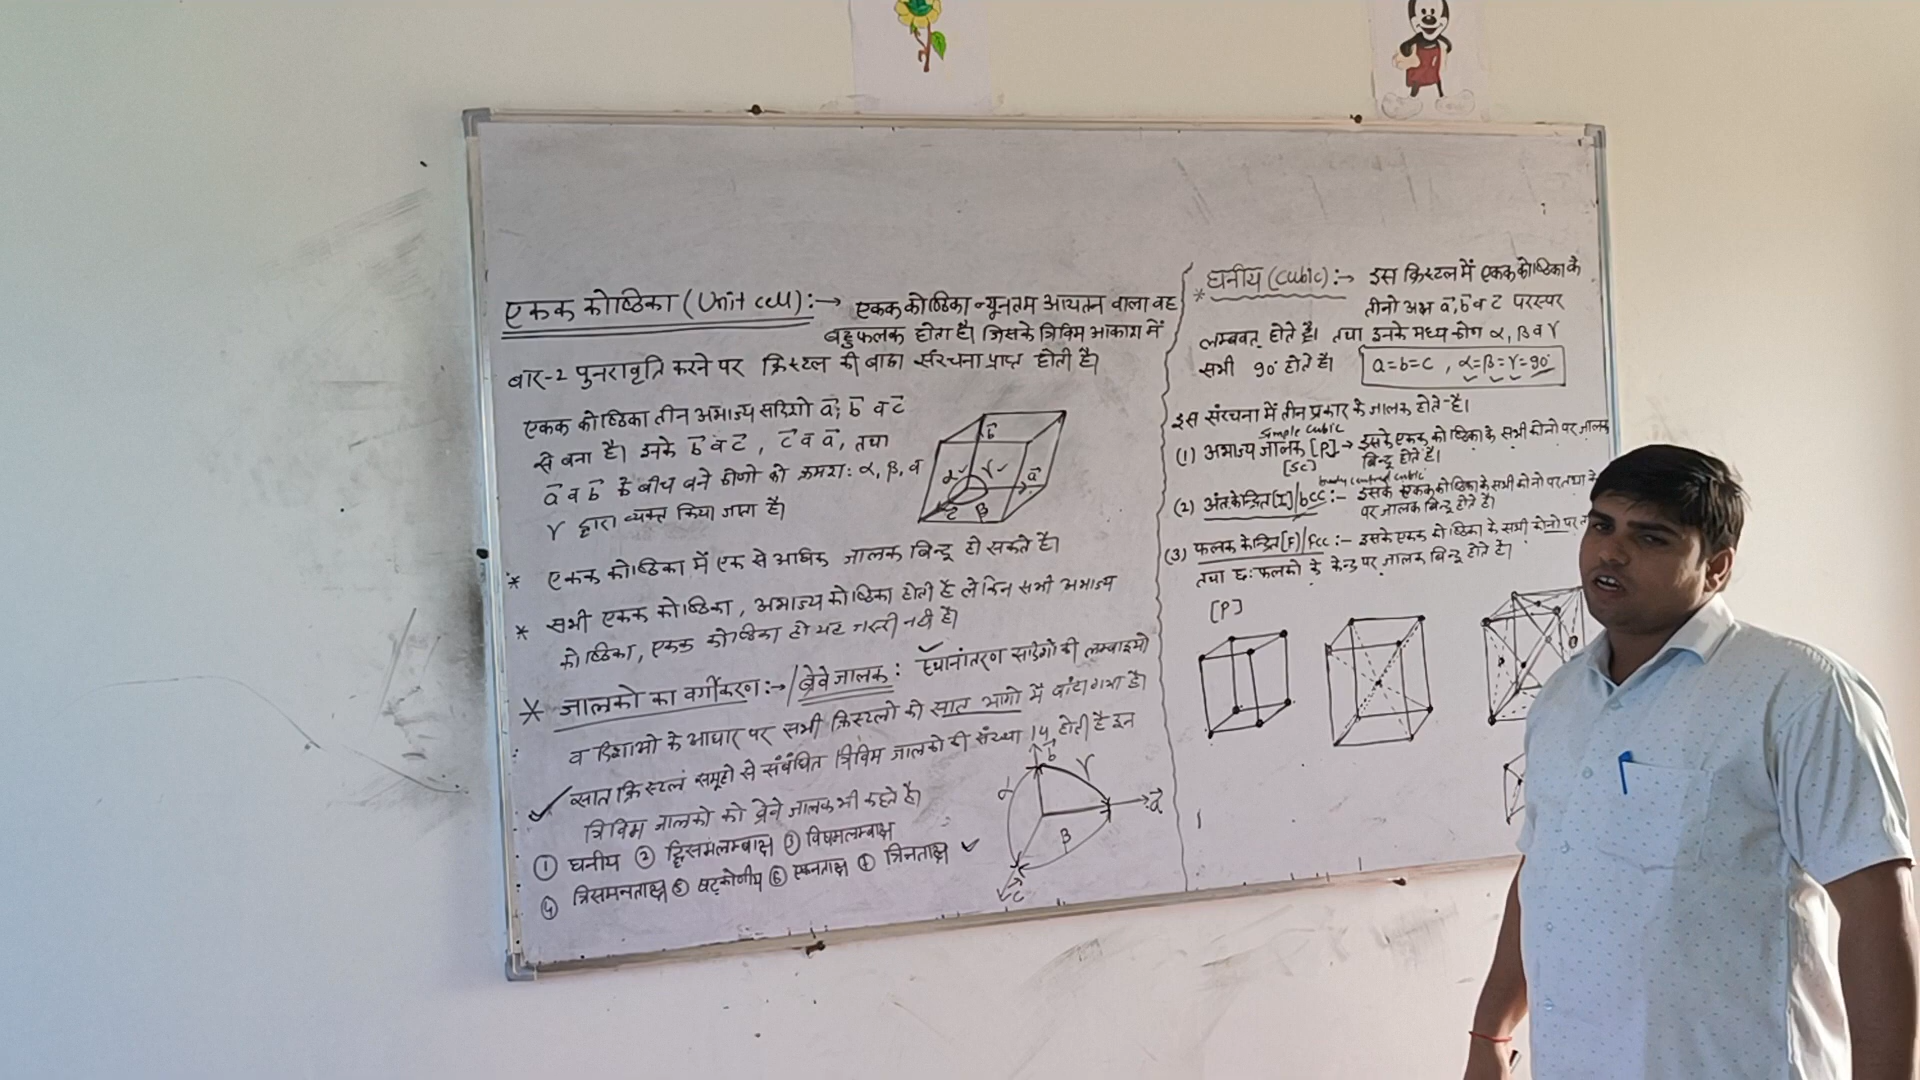 एकक कोष्ठिका (Unit cell) :→ एकक कोष्ठिका न्यूनतम आयतन वाला वह
बहुफलक होता है। जिसके त्रिविम आकाश में
बार-2 पुनरावृति करने पर क्रिस्टल की बाह्य संरचना प्राप्त होती है।
एकक कोष्ठिका तीन अभाज्य सदिशो a⃗, b⃗ व c⃗
से बना है। इनके b⃗ व c⃗, c⃗ व a⃗, तथा
a⃗ व b⃗ के बीच बने कोणो को क्रमश: α, β, व
γ द्वारा व्यक्त किया जाता है।
b⃗
α γ a⃗
c⃗ β
* एकक कोष्ठिका में एक से अधिक जालक बिन्दू हो सकते है।
* सभी एकक कोष्ठिका, अभाज्य कोष्ठिका होती है लेकिन सभी अभाज्य
कोष्ठिका, एकक कोष्ठिका हो यह जरूरी नही है।
* जालको का वर्गीकरण :→ / ब्रेवे जालक : स्थानांतरण सदिशो की लम्बाइयो
व दिशाओ के आधार पर सभी क्रिस्टलो को सात भागो में बांटा गया है।
सात क्रिस्टल समूहो से संबंधित त्रिविम जालको की संख्या 14 होती है इन
त्रिविम जालको को ब्रेवे जालक भी कहते है।
① घनीय ② द्विसमलम्बाक्ष ③ विषमलम्बाक्ष
④ त्रिसमनताक्ष ⑤ षट्कोणीय ⑥ एकनताक्ष ⑦ त्रिनताक्ष
b⃗ γ
α a⃗
β
c⃗
* घनीय (cubic) :→ इस क्रिस्टल में एकक कोष्ठिका के
तीनो अक्ष a⃗, b⃗ व c⃗ परस्पर
लम्बवत् होते है। तथा इनके मध्य कोण α, β व γ
सभी 90° होते है। a=b=c , α=β=γ=90°
इस संरचना में तीन प्रकार के जालक होते है।
Simple cubic
(1) अभाज्य जालक [P] → इसके एकक कोष्ठिका के सभी कोनो पर जालक
[SC] बिन्दू होते है।
body centred cubic
(2) अंतःकेन्द्रित [I]/bcc :- इसके एकक कोष्ठिका के सभी कोनो पर तथा
पर जालक बिन्दू होते है।
(3) फलक केन्द्रित [F]/fcc :- इसके एकक कोष्ठिका के सभी कोनो पर
तथा छः फलको के केन्द्र पर जालक बिन्दू होते है।
[P]